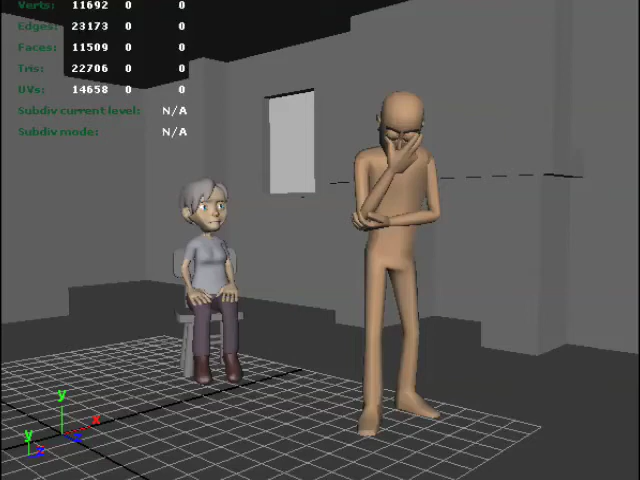 Verts: 11692 0 0
Edges: 23173 0 0
Faces: 11509 0 0
Tris: 22706 0 0
UVs: 14658 0 0
Subdiv current level: N/A
Subdiv mode: N/A
y
x
z
y
z